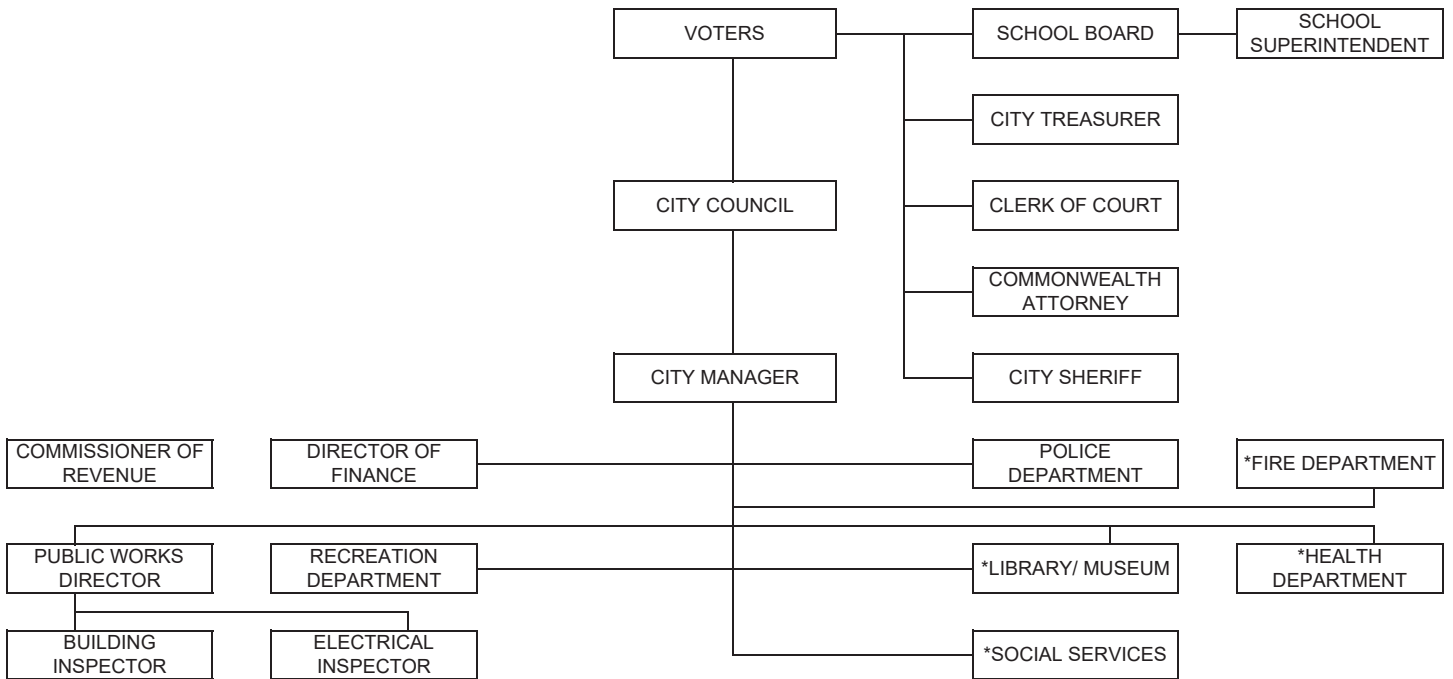 VOTERS
SCHOOL BOARD
SCHOOL
SUPERINTENDENT
CITY TREASURER
CITY COUNCIL
CLERK OF COURT
COMMONWEALTH
ATTORNEY
CITY MANAGER
CITY SHERIFF
COMMISSIONER OF
REVENUE
DIRECTOR OF
FINANCE
POLICE
DEPARTMENT
*FIRE DEPARTMENT
PUBLIC WORKS
DIRECTOR
RECREATION
DEPARTMENT
*LIBRARY/ MUSEUM
*HEALTH
DEPARTMENT
BUILDING
INSPECTOR
ELECTRICAL
INSPECTOR
*SOCIAL SERVICES